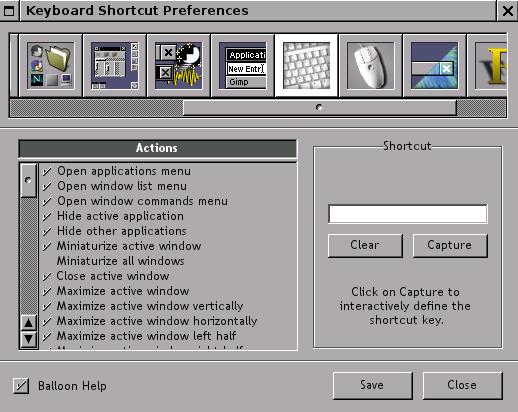 Keyboard Shortcut Preferences
Applicati
New Entr
Gimp
Actions
Open applications menu
Open window list menu
Open window commands menu
Hide active application
Hide other applications
Miniaturize active window
Miniaturize all windows
Close active window
Maximize active window
Maximize active window vertically
Maximize active window horizontally
Maximize active window left half
Shortcut
Clear
Capture
Click on Capture to
interactively define the
shortcut key.
Balloon Help
Save
Close